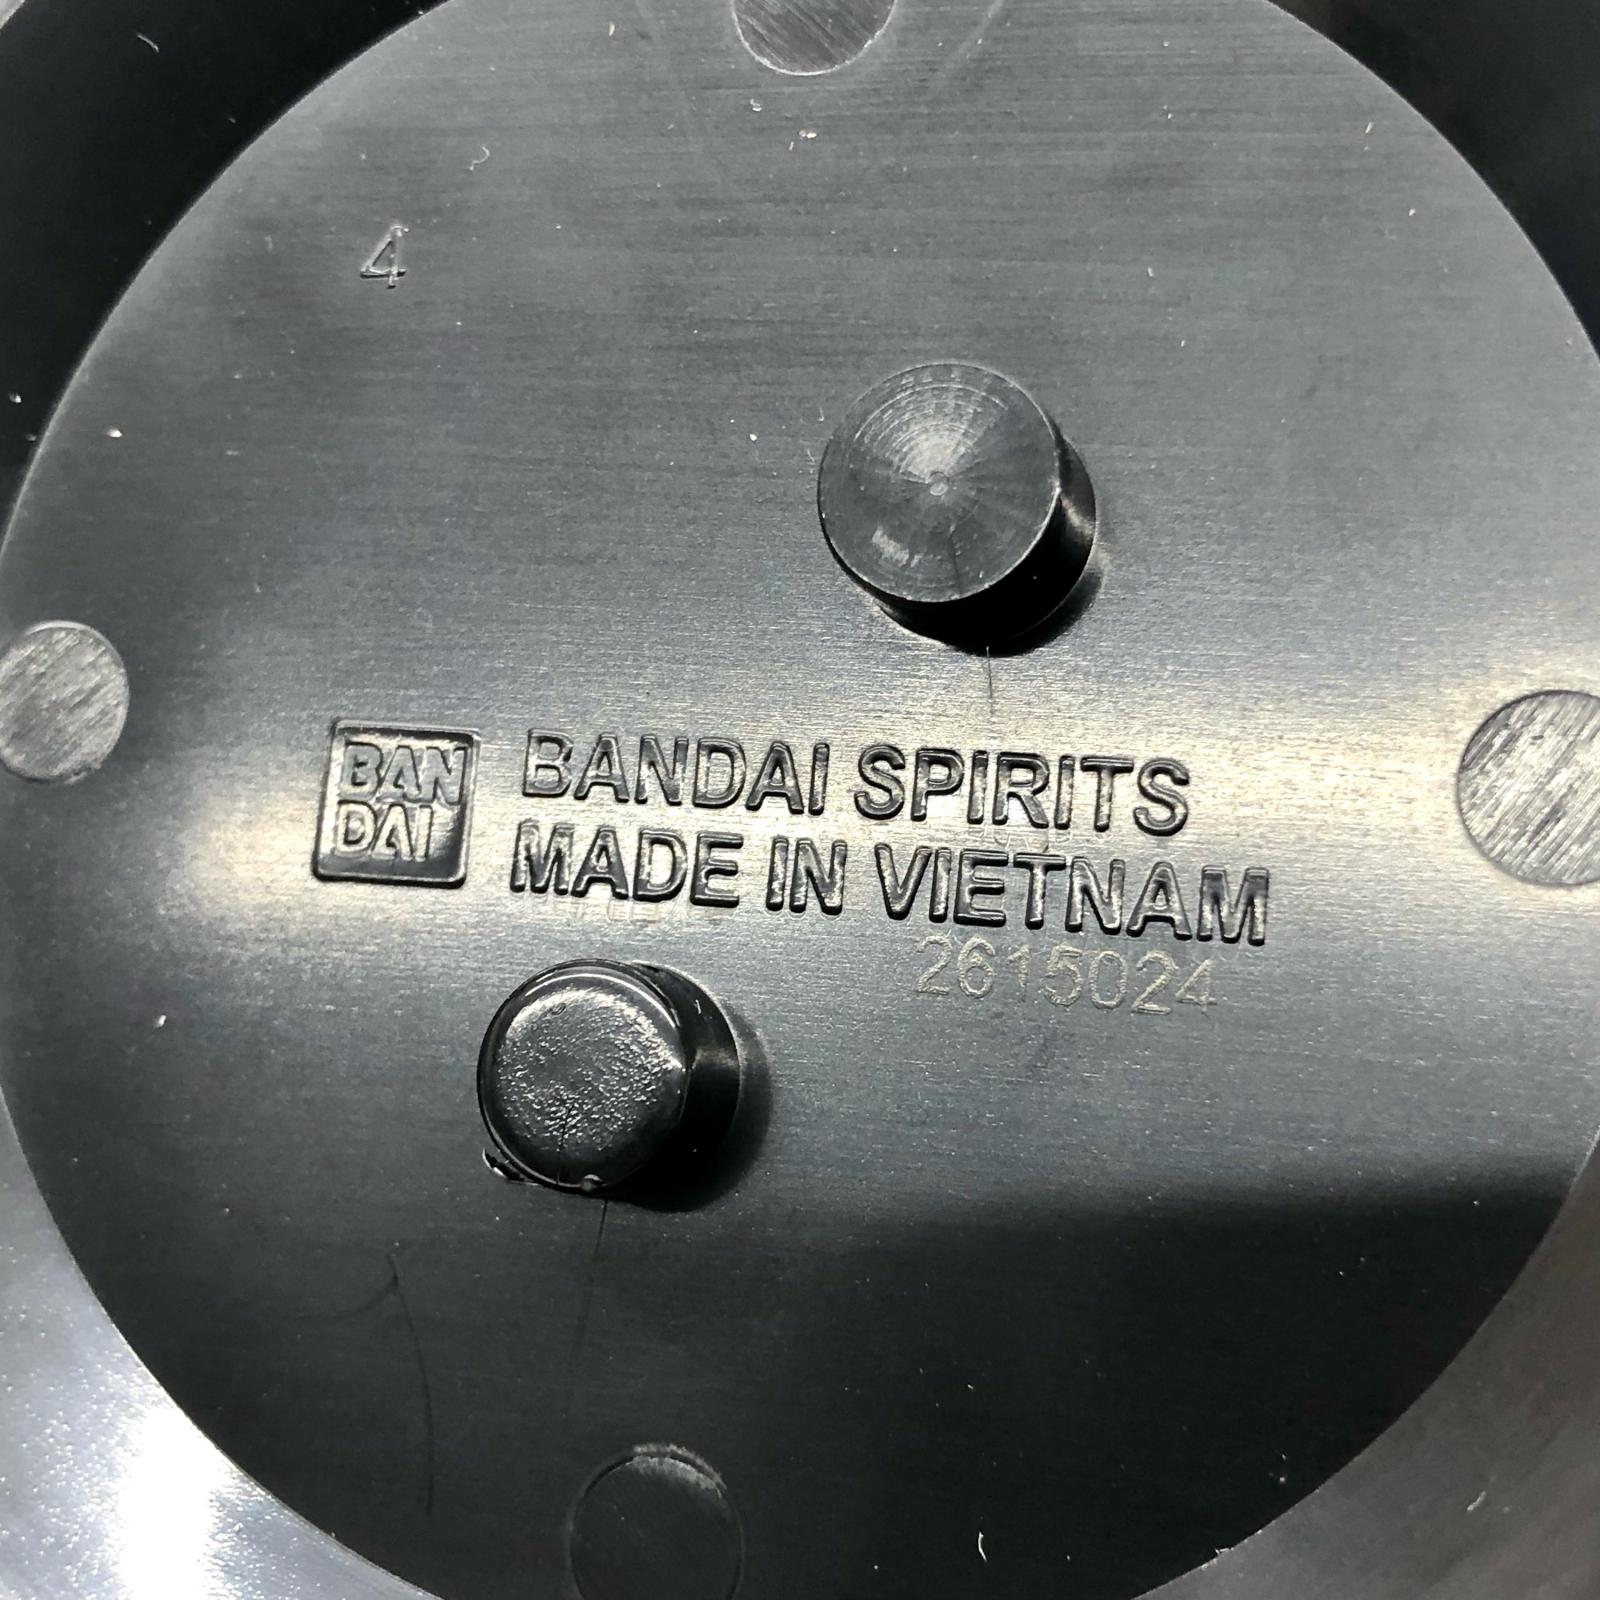 4
BAN
DAI
BANDAI SPIRITS
MADE IN VIETNAM
2615024